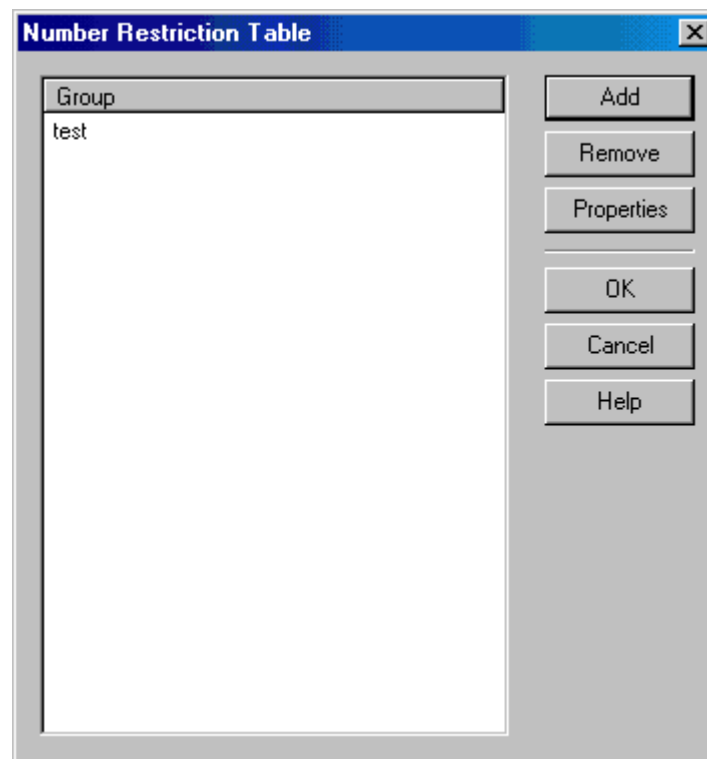 Number Restriction Table
Group
test
Add
Remove
Properties
OK
Cancel
Help